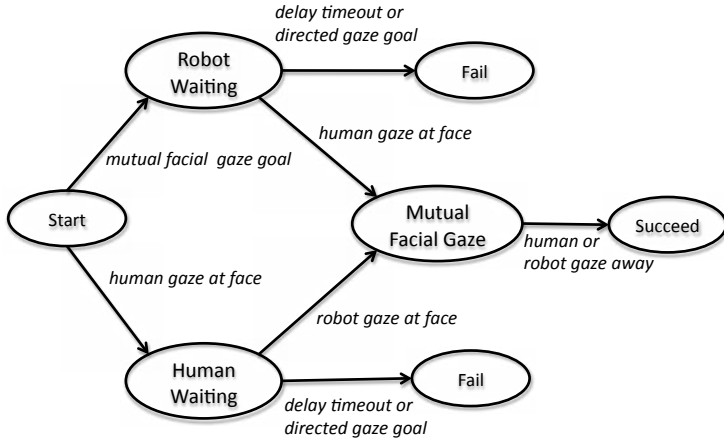 delay timeout or
directed gaze goal
Robot
Waiting
Fail
human gaze at face
mutual facial gaze goal
Start
Mutual
Facial Gaze
Succeed
human or
robot gaze away
human gaze at face
robot gaze at face
Human
Waiting
Fail
delay timeout or
directed gaze goal